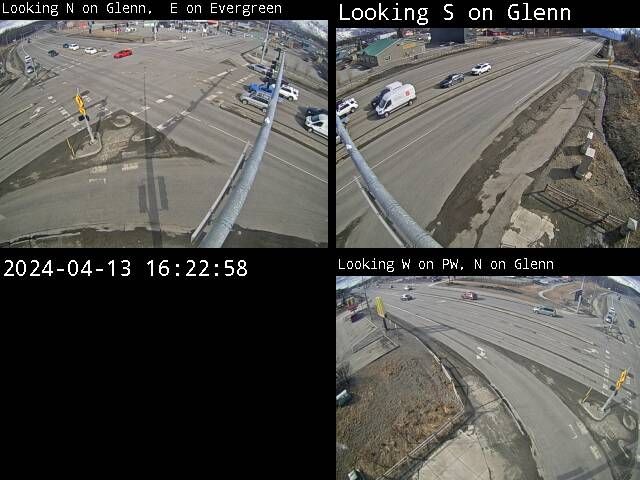 Looking N on Glenn,  E on Evergreen
Looking S on Glenn
2024-04-13 16:22:58
Looking W on PW, N on Glenn